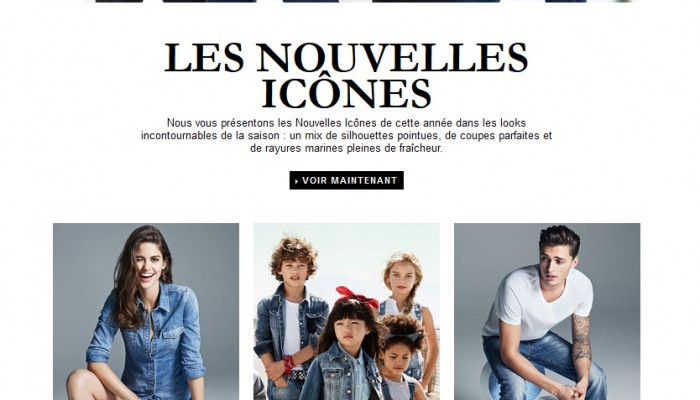 LES NOUVELLES
ICÔNES
Nous vous présentons les Nouvelles Icônes de cette année dans les looks
incontournables de la saison : un mix de silhouettes pointues, de coupes parfaites et
de rayures marines pleines de fraîcheur.
VOIR MAINTENANT